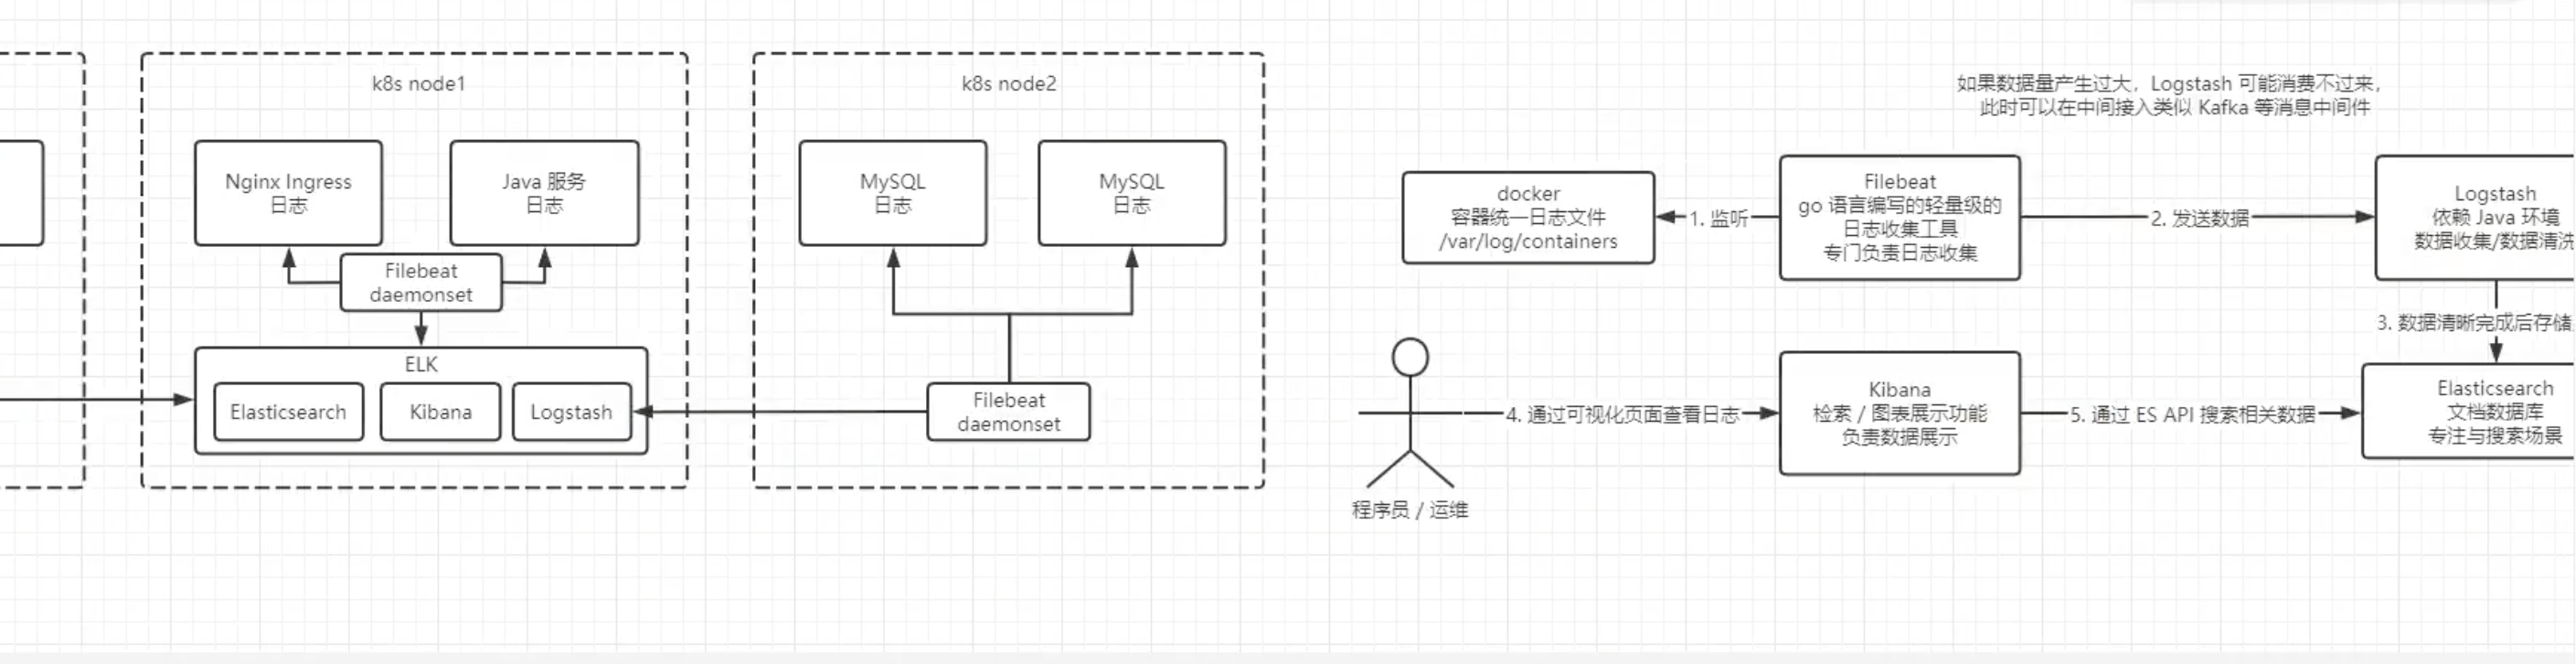 k8s node1
Nginx Ingress
日志
Java 服务
日志
Filebeat
daemonset
ELK
Elasticsearch
Kibana
Logstash
k8s node2
MySQL
日志
MySQL
日志
Filebeat
daemonset
如果数据量产生过大，Logstash 可能消费不过来，
此时可以在中间接入类似 Kafka 等消息中间件
docker
容器统一日志文件
/var/log/containers
1. 监听
Filebeat
go 语言编写的轻量级的
日志收集工具
专门负责日志收集
2. 发送数据
Logstash
依赖 Java 环境
数据收集/数据清洗
3. 数据清晰完成后存储
程序员 / 运维
4. 通过可视化页面查看日志
Kibana
检索 / 图表展示功能
负责数据展示
5. 通过 ES API 搜索相关数据
Elasticsearch
文档数据库
专注与搜索场景